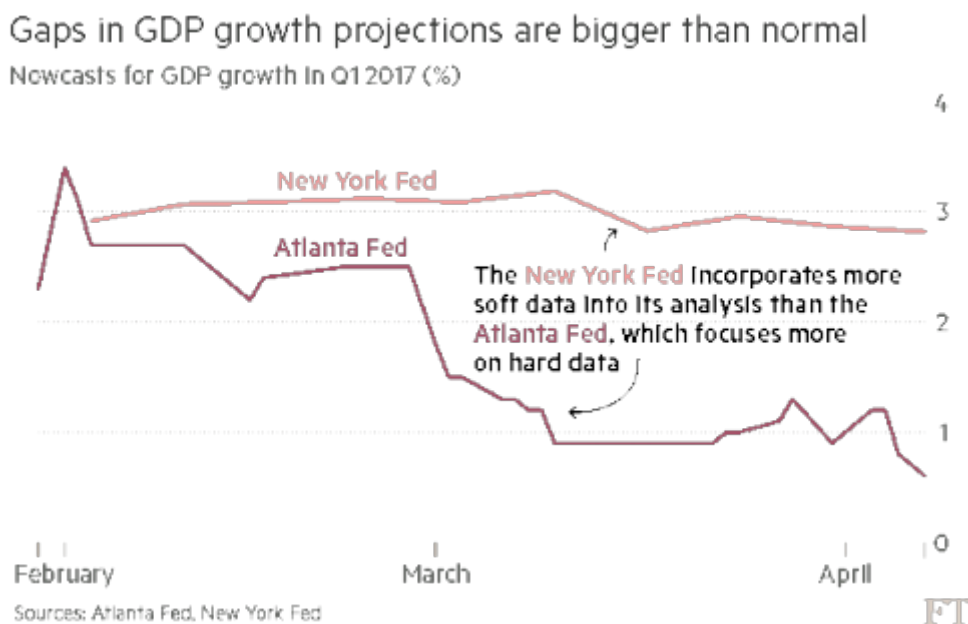 Gaps in GDP growth projections are bigger than normal
Nowcasts for GDP growth in Q1 2017 (%)
4
New York Fed
3
Atlanta Fed
The New York Fed incorporates more
soft data into its analysis than the
Atlanta Fed, which focuses more
on hard data
2
1
0
February March April
Sources: Atlanta Fed, New York Fed
FT